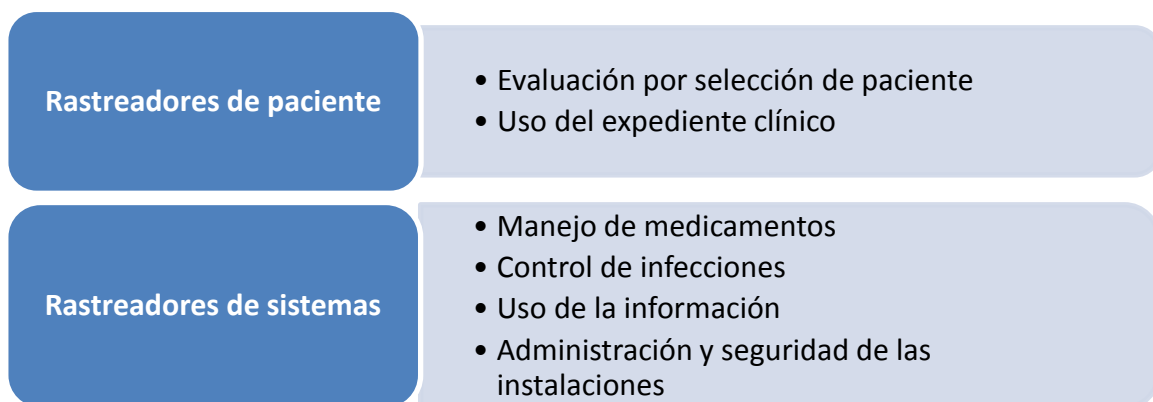 Rastreadores de paciente
• Evaluación por selección de paciente
• Uso del expediente clínico
Rastreadores de sistemas
• Manejo de medicamentos
• Control de infecciones
• Uso de la información
• Administración y seguridad de las
instalaciones